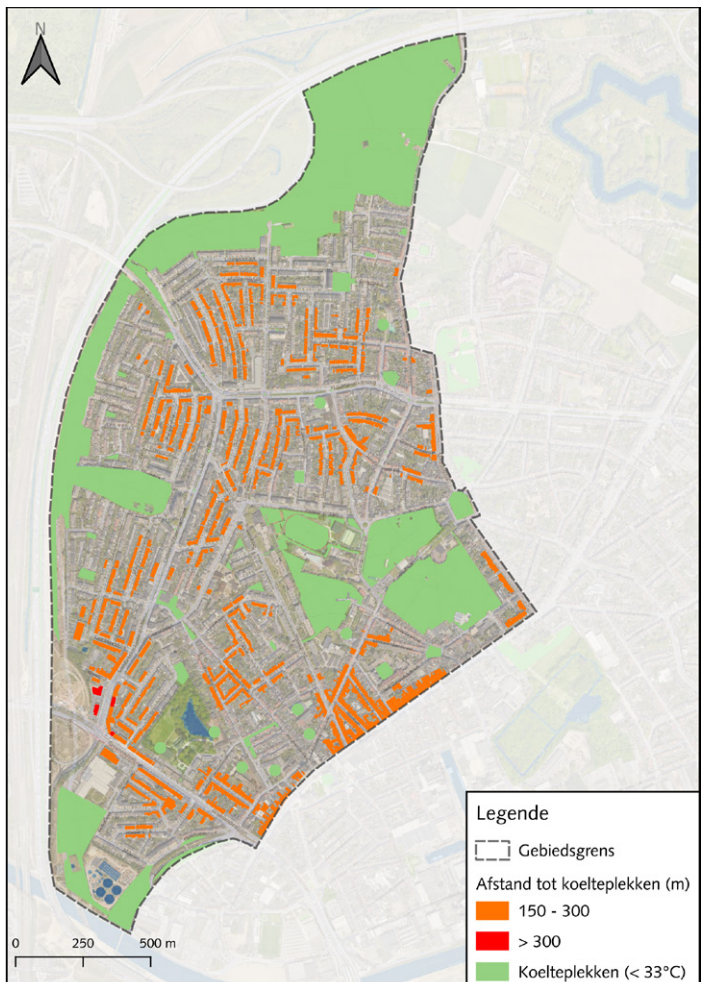 N
Legende
Gebiedsgrens
Afstand tot koelteplekken (m)
150 - 300
> 300
Koelteplekken (< 33°C)
0 250 500 m